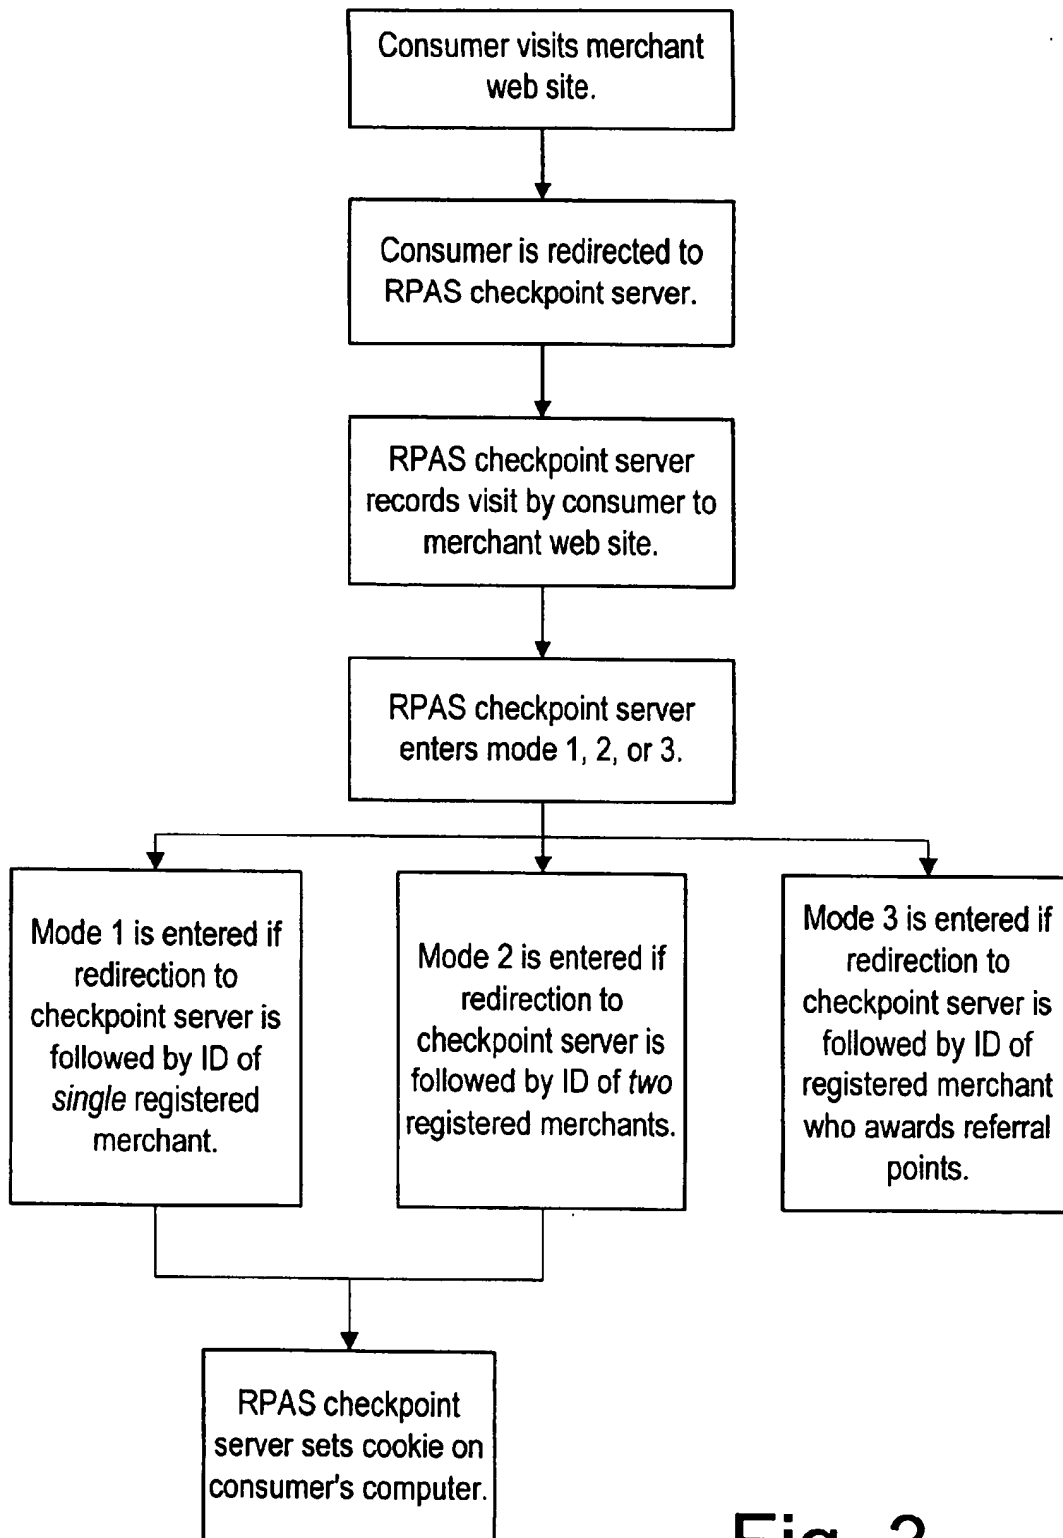 Consumer visits merchant
web site.
Consumer is redirected to
RPAS checkpoint server.
RPAS checkpoint server
records visit by consumer to
merchant web site.
RPAS checkpoint server
enters mode 1, 2, or 3.
Mode 1 is entered if
redirection to
checkpoint server is
followed by ID of
single registered
merchant.
Mode 2 is entered if
redirection to
checkpoint server is
followed by ID of two
registered merchants.
Mode 3 is entered if
redirection to
checkpoint server is
followed by ID of
registered merchant
who awards referral
points.
RPAS checkpoint
server sets cookie on
consumer's computer.
Fig.